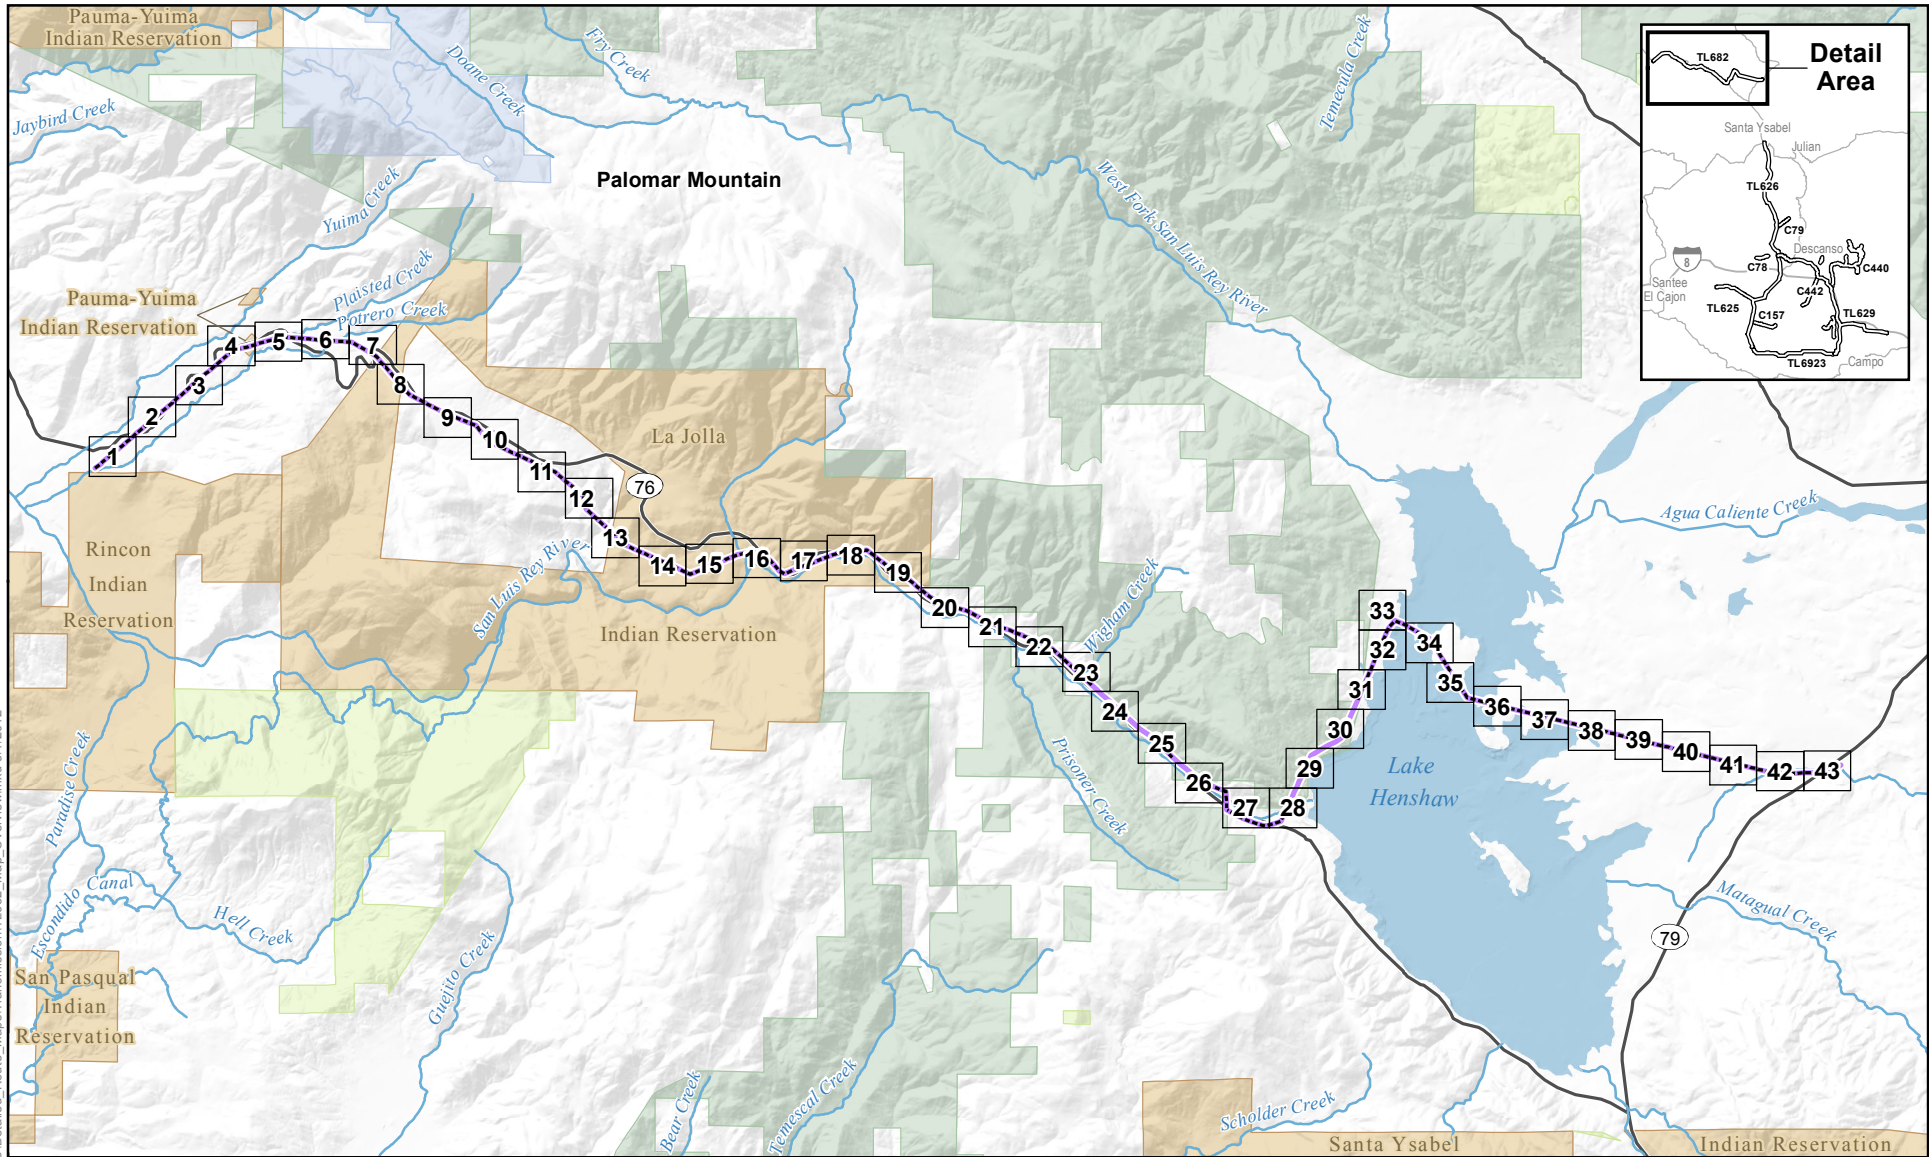 Pauma-Yuima
Indian Reservation
Doane Creek
Fry Creek
Temecula Creek
Jaybird Creek
Yuima Creek
Palomar Mountain
West Fork San Luis Rey River
TL682
Detail
Area
Santa Ysabel
Julian
TL626
C79
Descanso
8
C78
C440
Santee
El Cajon
C442
TL625
C157
TL629
TL6923
Campo
Pauma-Yuima
Indian Reservation
Plaisted Creek
Potrero Creek
1
2
3
4
5
6
7
8
9
10
11
12
13
14
15
16
17
18
19
20
21
22
23
24
25
26
27
28
29
30
31
32
33
34
35
36
37
38
39
40
41
42
43
La Jolla
76
Indian Reservation
Rincon
Indian
Reservation
San Luis Rey River
Wigham Creek
Prisoner Creek
Agua Caliente Creek
Lake
Henshaw
Matagual Creek
79
Paradise Creek
Escondido Canal
Hell Creek
Guejito Creek
San Pasqual
Indian
Reservation
Bear Creek
Temescal Creek
Scholder Creek
Santa Ysabel
Indian Reservation